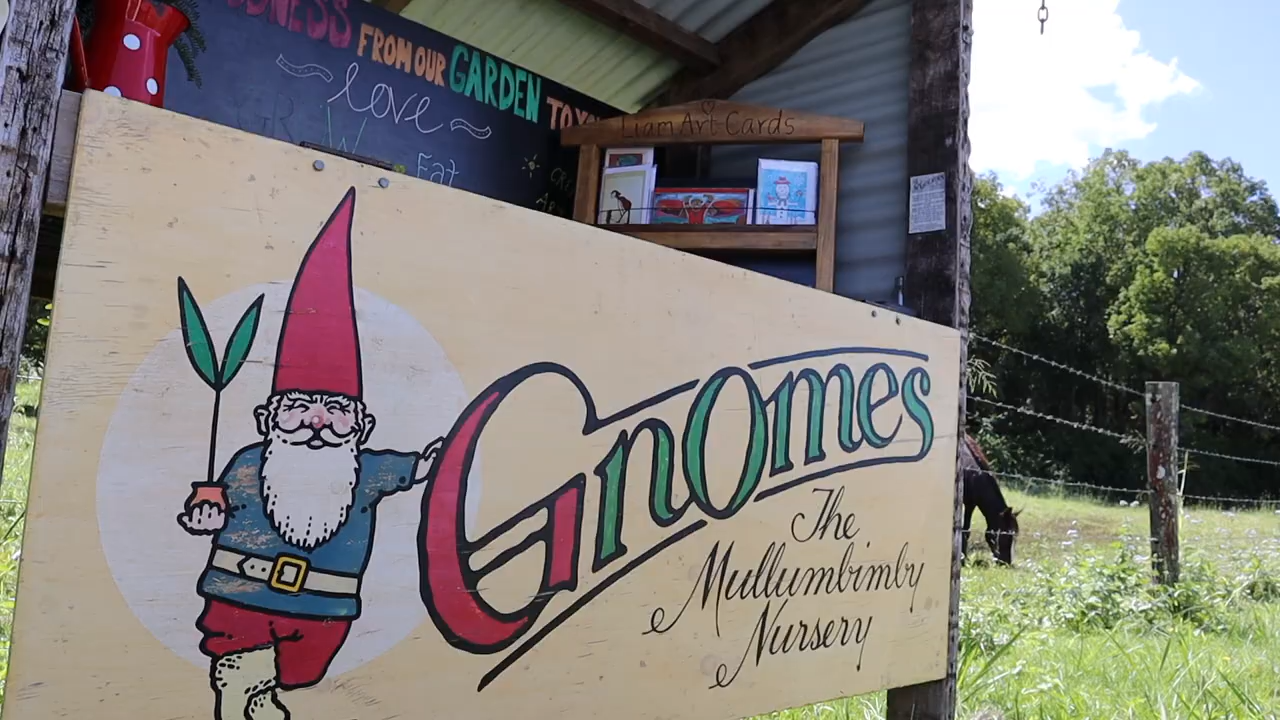 FROM OUR GARDEN
love
Eat
Liam Art Cards
Gnomes
The
Mullumbimby
Nursery